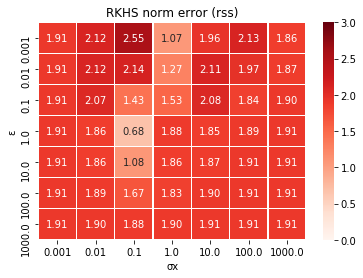 RKHS norm error (rss)
0.001 1.91 2.12 2.55 1.07 1.96 2.13 1.86
0.01 1.91 2.12 2.14 1.27 2.11 1.97 1.87
0.1 1.91 2.07 1.43 1.53 2.08 1.84 1.90
1.0 1.91 1.86 0.68 1.88 1.85 1.89 1.91
10.0 1.91 1.86 1.08 1.86 1.87 1.91 1.91
100.0 1.91 1.89 1.67 1.83 1.90 1.91 1.91
1000.0 1.91 1.90 1.88 1.90 1.91 1.91 1.91
0.001 0.01 0.1 1.0 10.0 100.0 1000.0
σx
ε
3.0
2.5
2.0
1.5
1.0
0.5
0.0